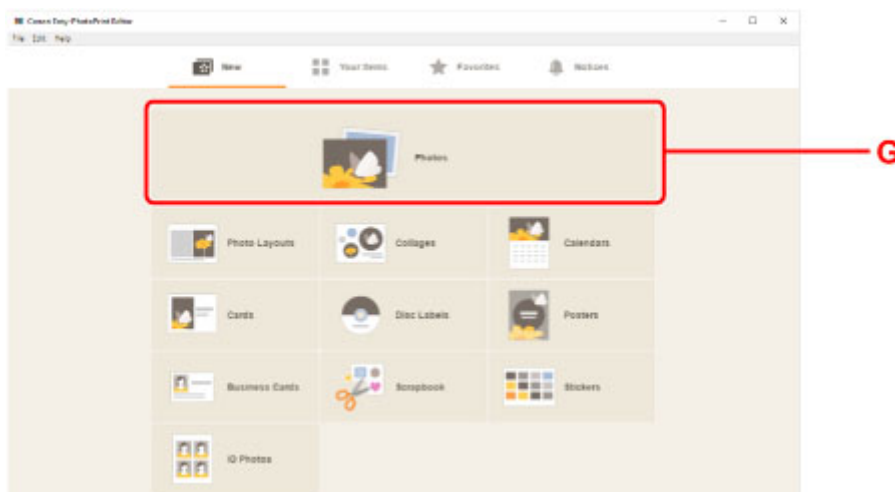 Canon Easy-PhotoPrint Editor
File Edit Help
New Your Items Favorites Notices
Photos
G
Photo Layouts Collages Calendars
Cards Disc Labels Posters
Business Cards Scrapbook Stickers
ID Photos